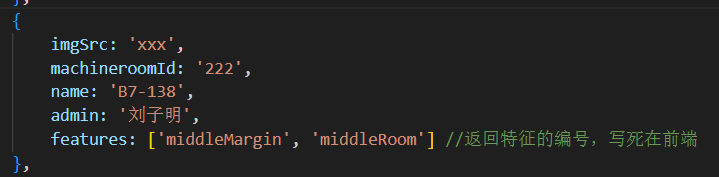 },
{
imgSrc: 'xxx',
machineroomId: '222',
name: 'B7-138',
admin: '刘子明',
features: ['middleMargin', 'middleRoom'] //返回特征的编号，写死在前端
},